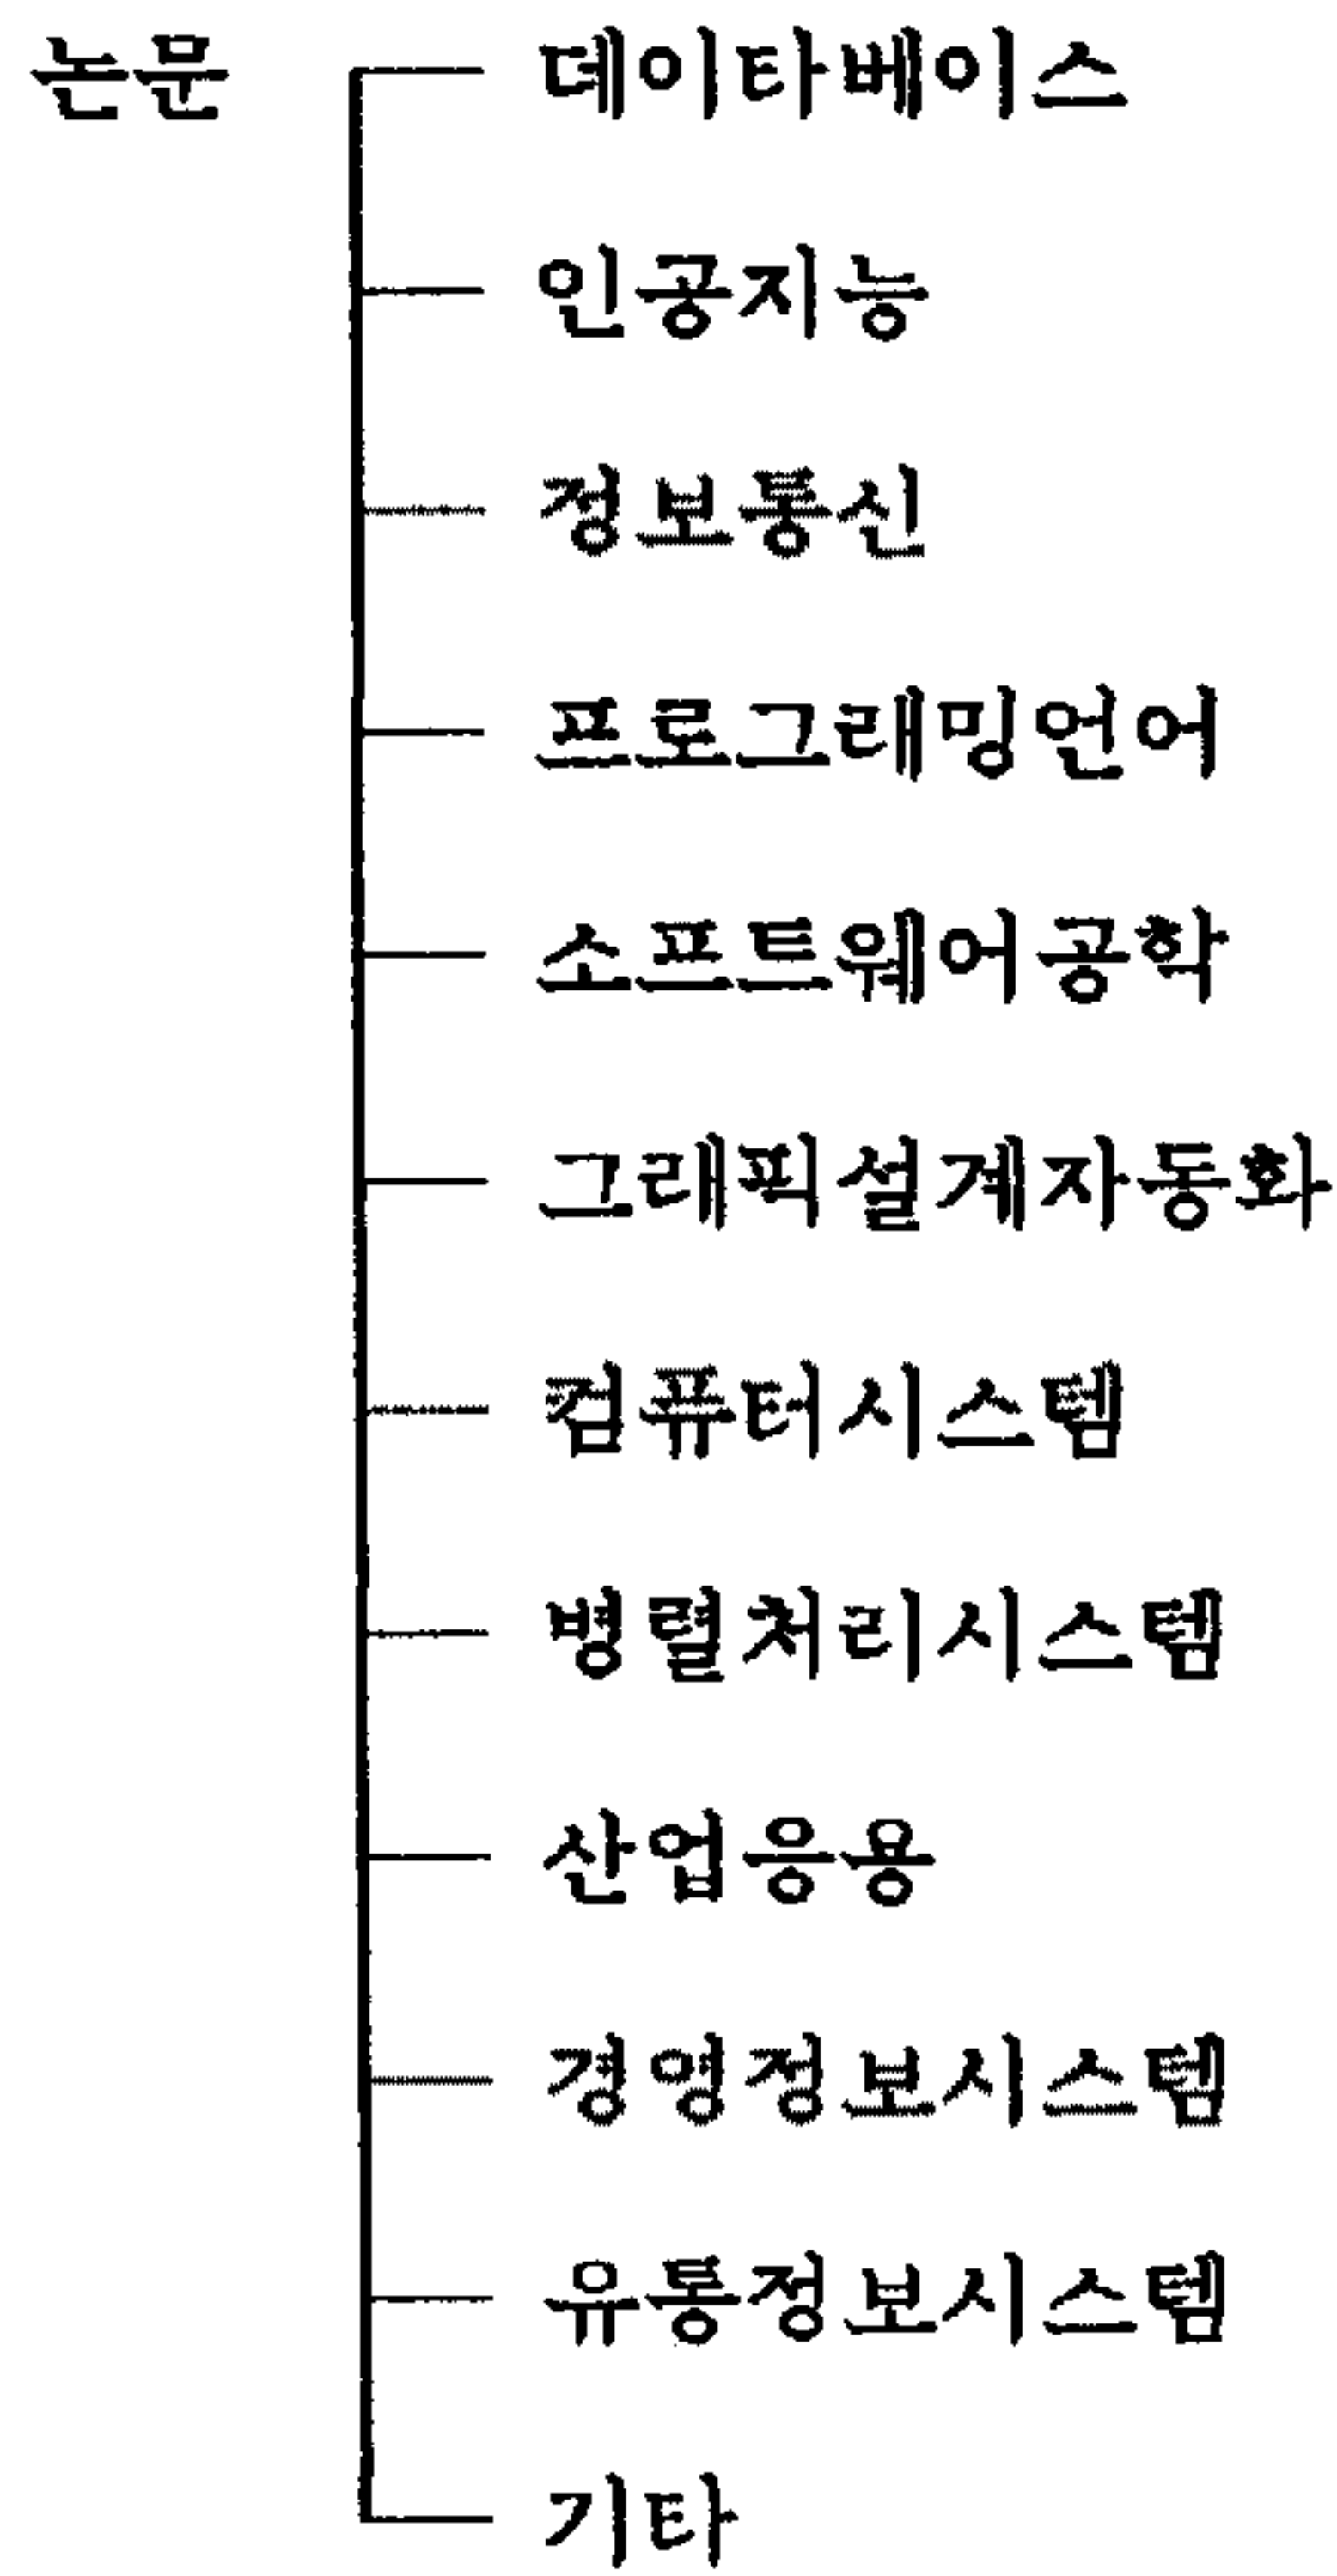 논문
데이타베이스
인공지능
정보통신
프로그래밍언어
소프트웨어공학
그래픽설계자동화
컴퓨터시스템
병렬처리시스템
산업응용
경영정보시스템
유통정보시스템
기타